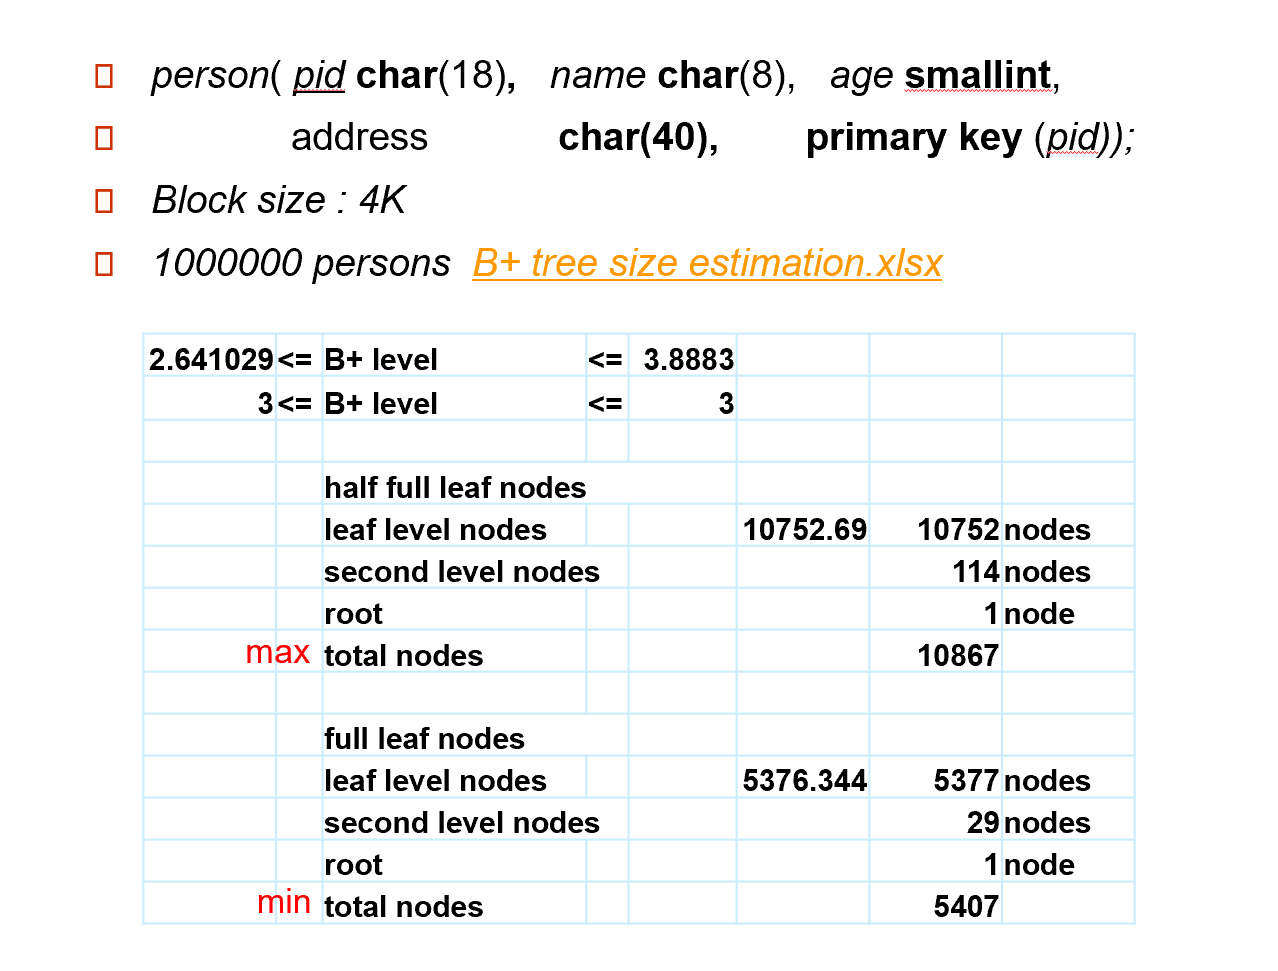 person( pid char(18), name char(8), age smallint,
address char(40), primary key (pid));
Block size : 4K
1000000 persons B+ tree size estimation.xlsx
2.641029 <= B+ level <= 3.8883
3 <= B+ level <= 3
half full leaf nodes
leaf level nodes 10752.69 10752 nodes
second level nodes 114 nodes
root 1 node
max total nodes 10867
full leaf nodes
leaf level nodes 5376.344 5377 nodes
second level nodes 29 nodes
root 1 node
min total nodes 5407